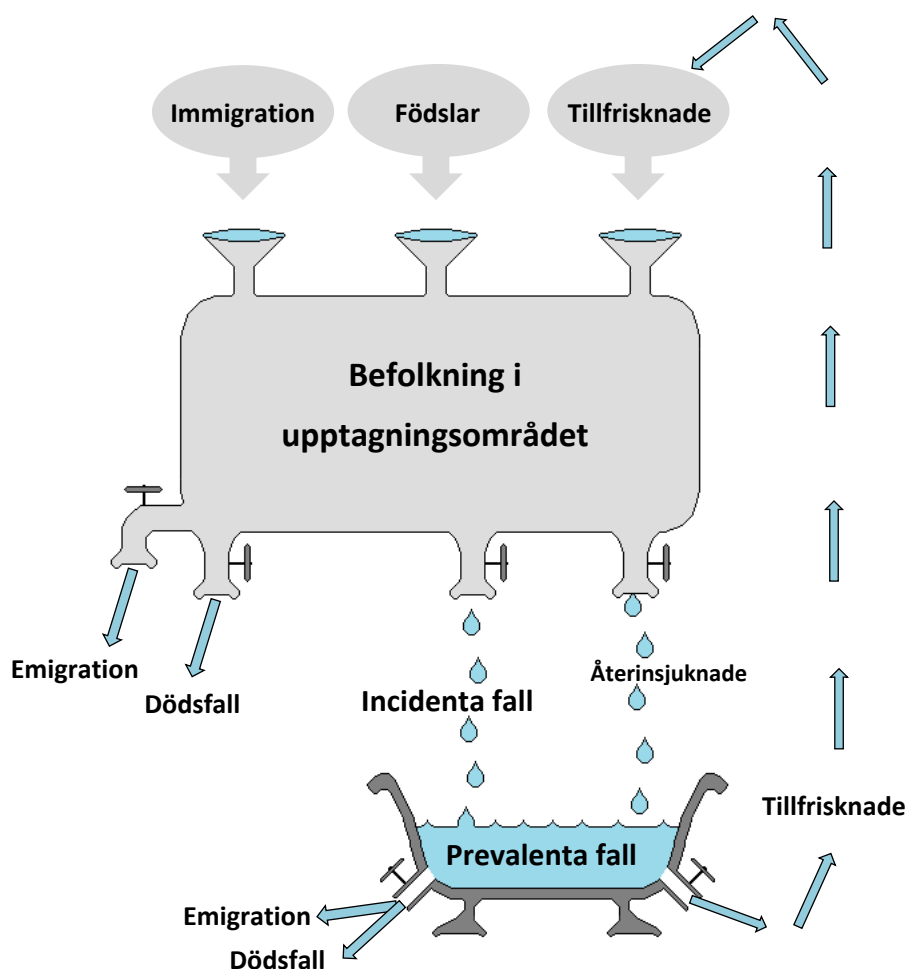 Immigration
Födslar
Tillfrisknade
Befolkning i
upptagningsområdet
Emigration
Dödsfall
Incidenta fall
Återinsjuknade
Tillfrisknade
Prevalenta fall
Emigration
Dödsfall